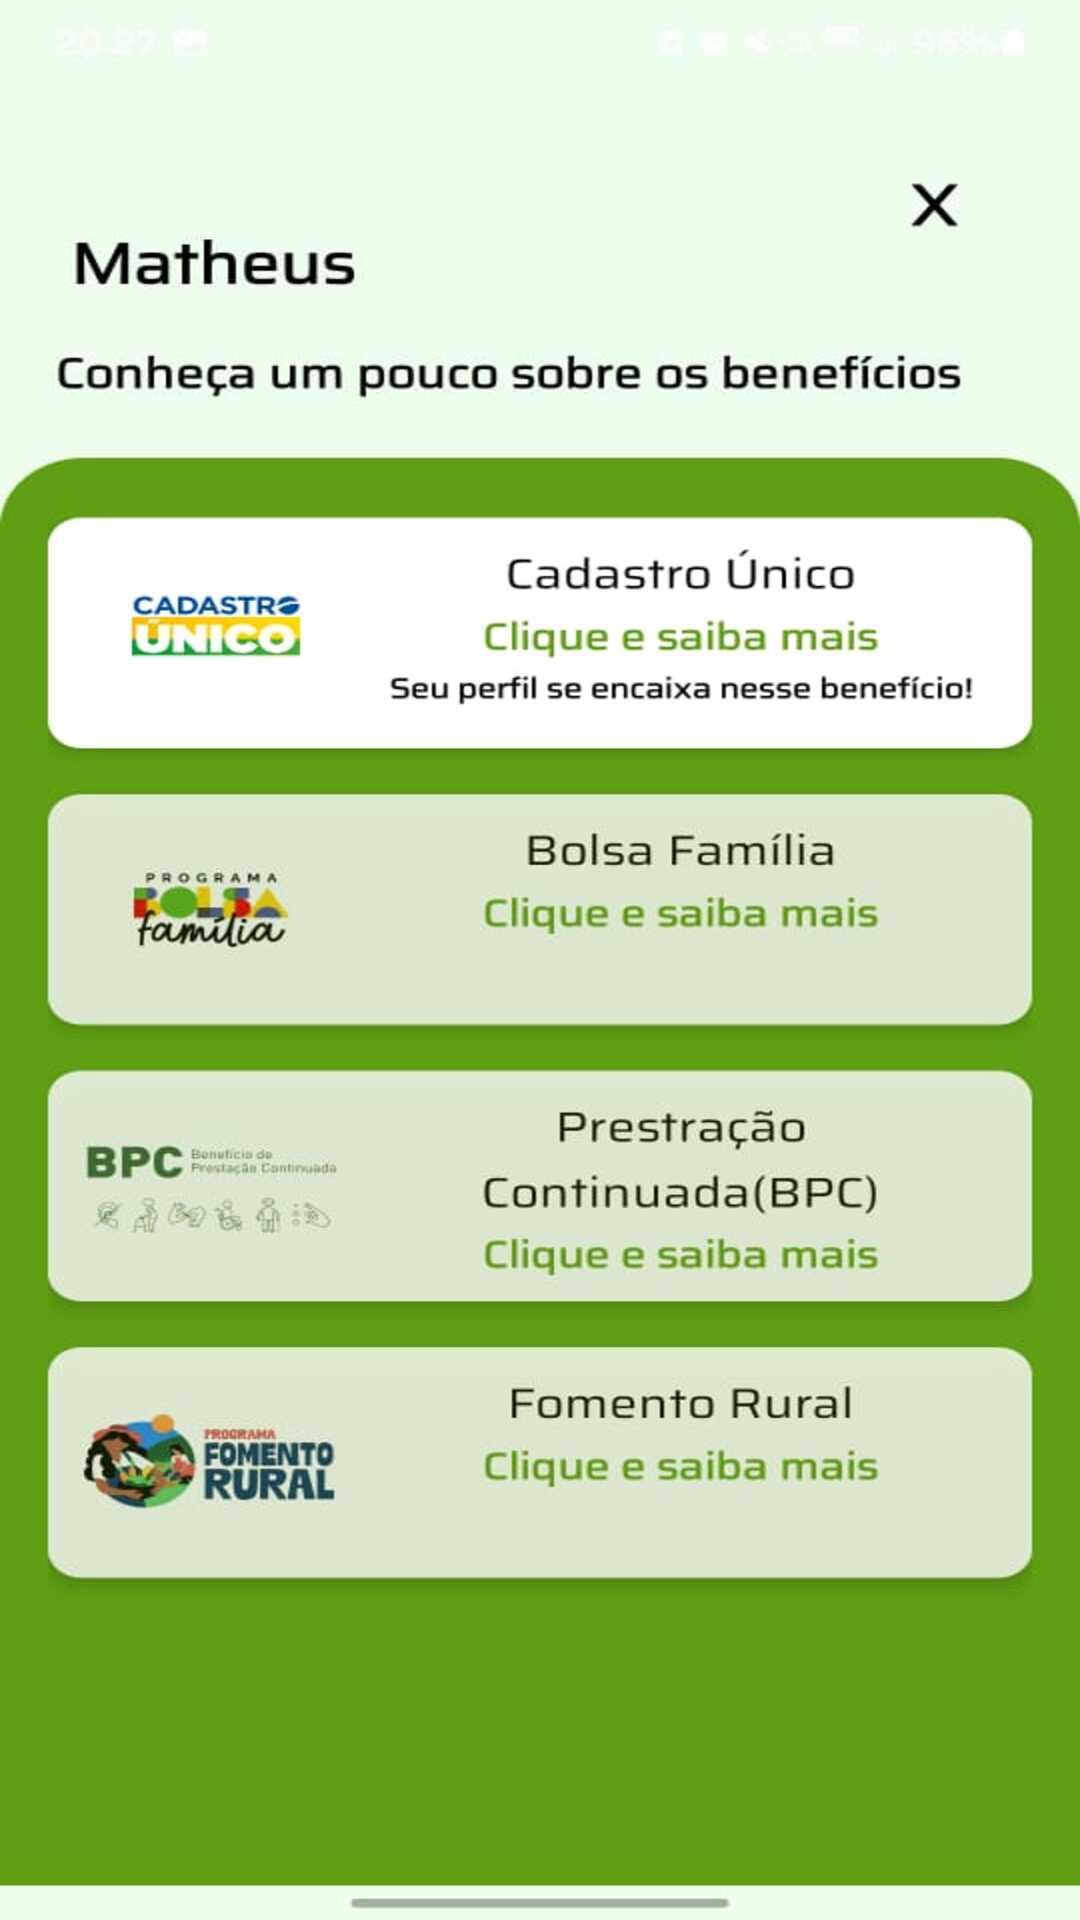 20:27
96%
X
Matheus
Conheça um pouco sobre os benefícios
CADASTRO
ÚNICO
Cadastro Único
Clique e saiba mais
Seu perfil se encaixa nesse benefício!
PROGRAMA
BOLSA
família
Bolsa Família
Clique e saiba mais
BPC
Benefício de
Prestação Continuada
Prestração
Continuada(BPC)
Clique e saiba mais
PROGRAMA
FOMENTO
RURAL
Fomento Rural
Clique e saiba mais